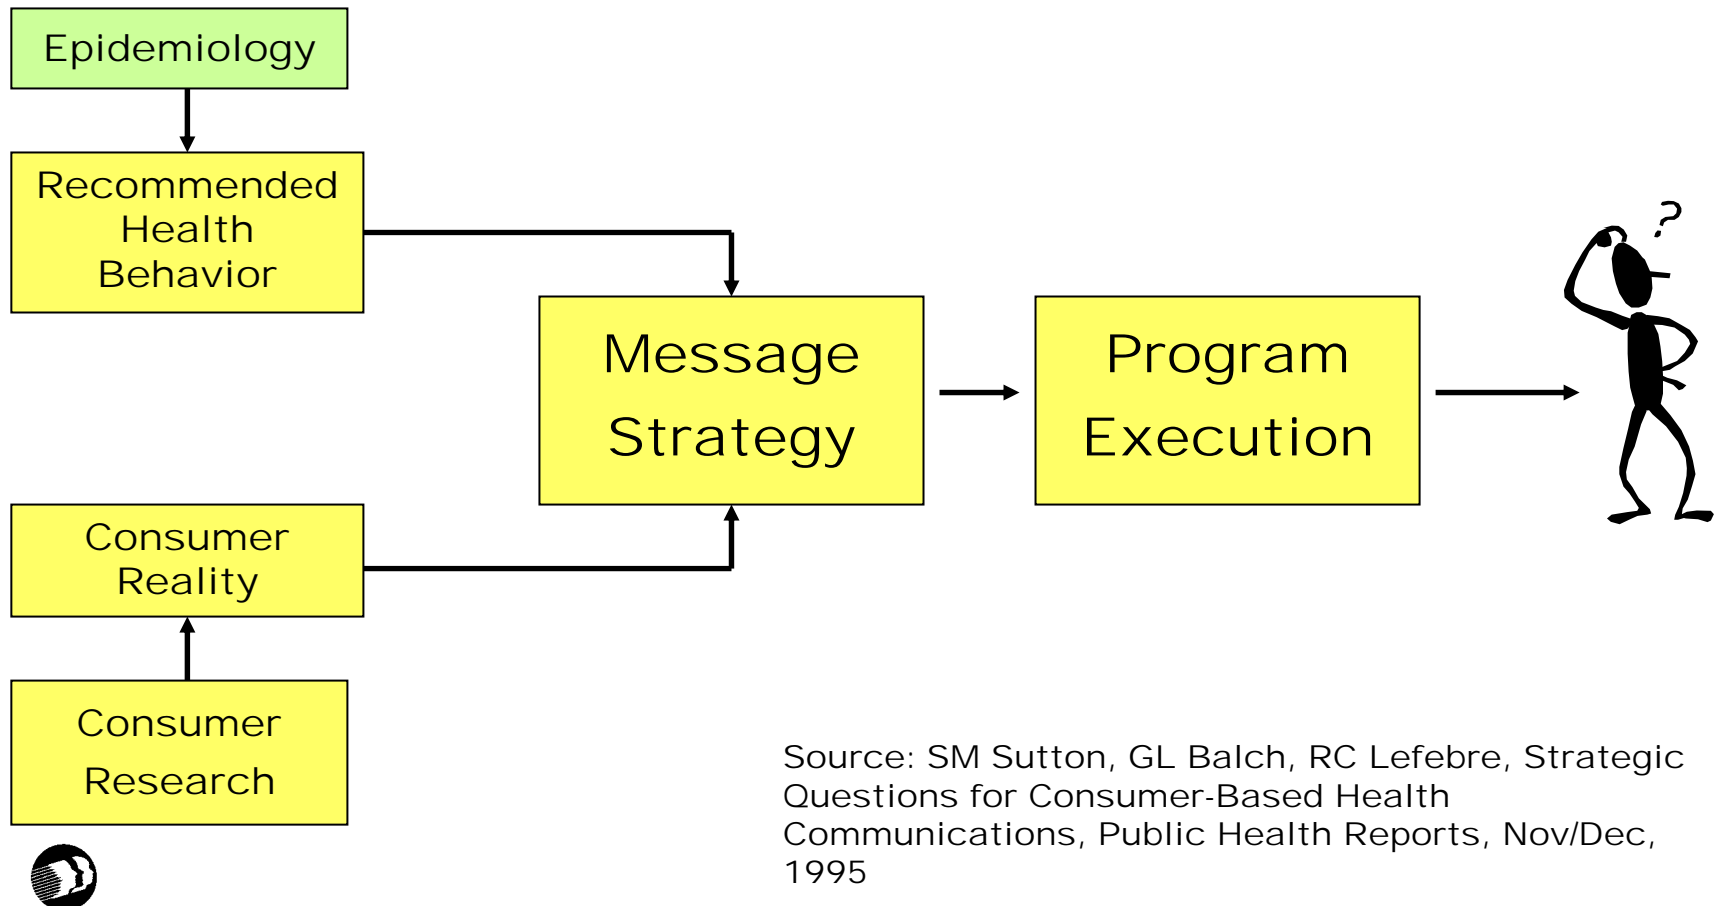 Epidemiology
Recommended
Health
Behavior
?
Message
Strategy
Program
Execution
Consumer
Reality
Consumer
Research
Source: SM Sutton, GL Balch, RC Lefebre, Strategic
Questions for Consumer-Based Health
Communications, Public Health Reports, Nov/Dec,
1995